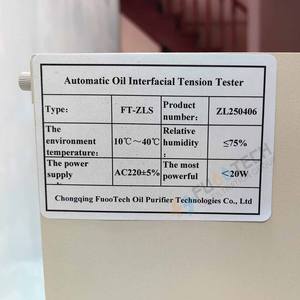 Automatic Oil Interfacial Tension Tester
Type: FT-ZLS Product number: ZL250406
The environment temperature: 10℃~40℃ Relative humidity : ≤75%
The power supply AC220±5% The most powerful <20W
Chongqing FuooTech Oil Purifier Technologies Co., Ltd
FUOOTECH